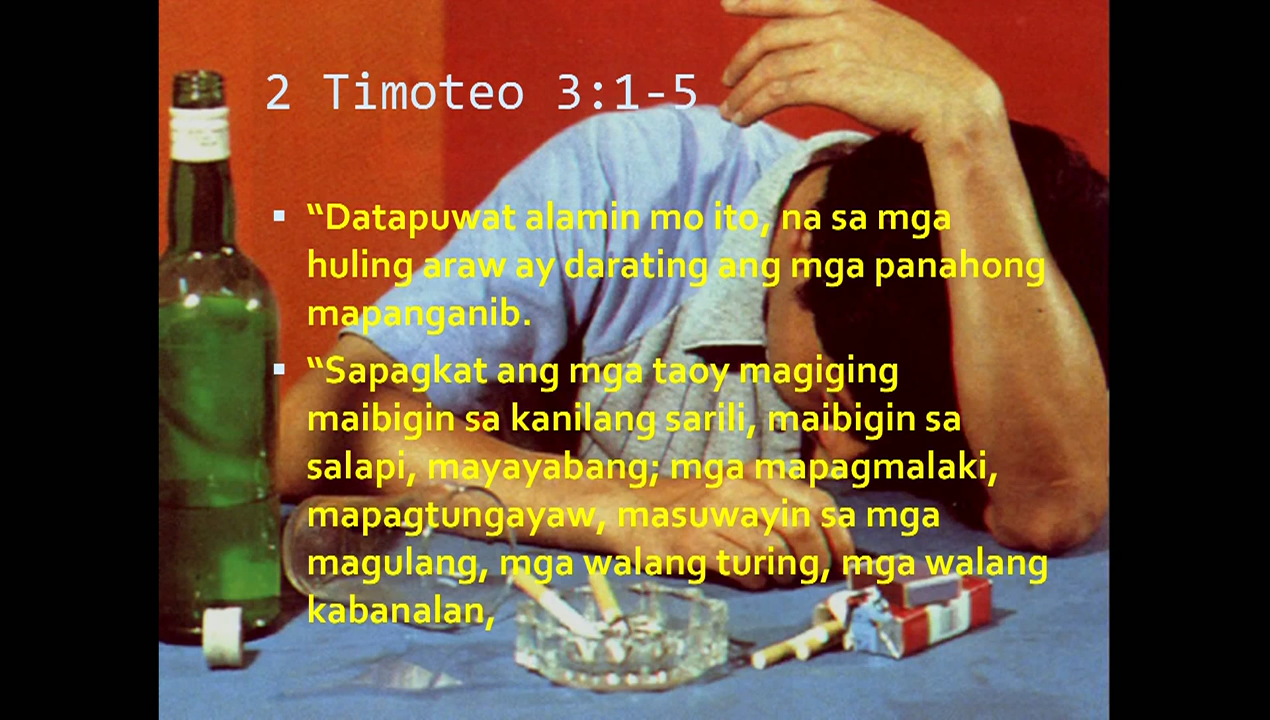 2 Timoteo 3:1-5
▪ “Datapuwat alamin mo ito, na sa mga
huling araw ay darating ang mga panahong
mapanganib.
▪ “Sapagkat ang mga taoy magiging
maibigin sa kanilang sarili, maibigin sa
salapi, mayayabang; mga mapagmalaki,
mapagtungayaw, masuwayin sa mga
magulang, mga walang turing, mga walang
kabanalan,